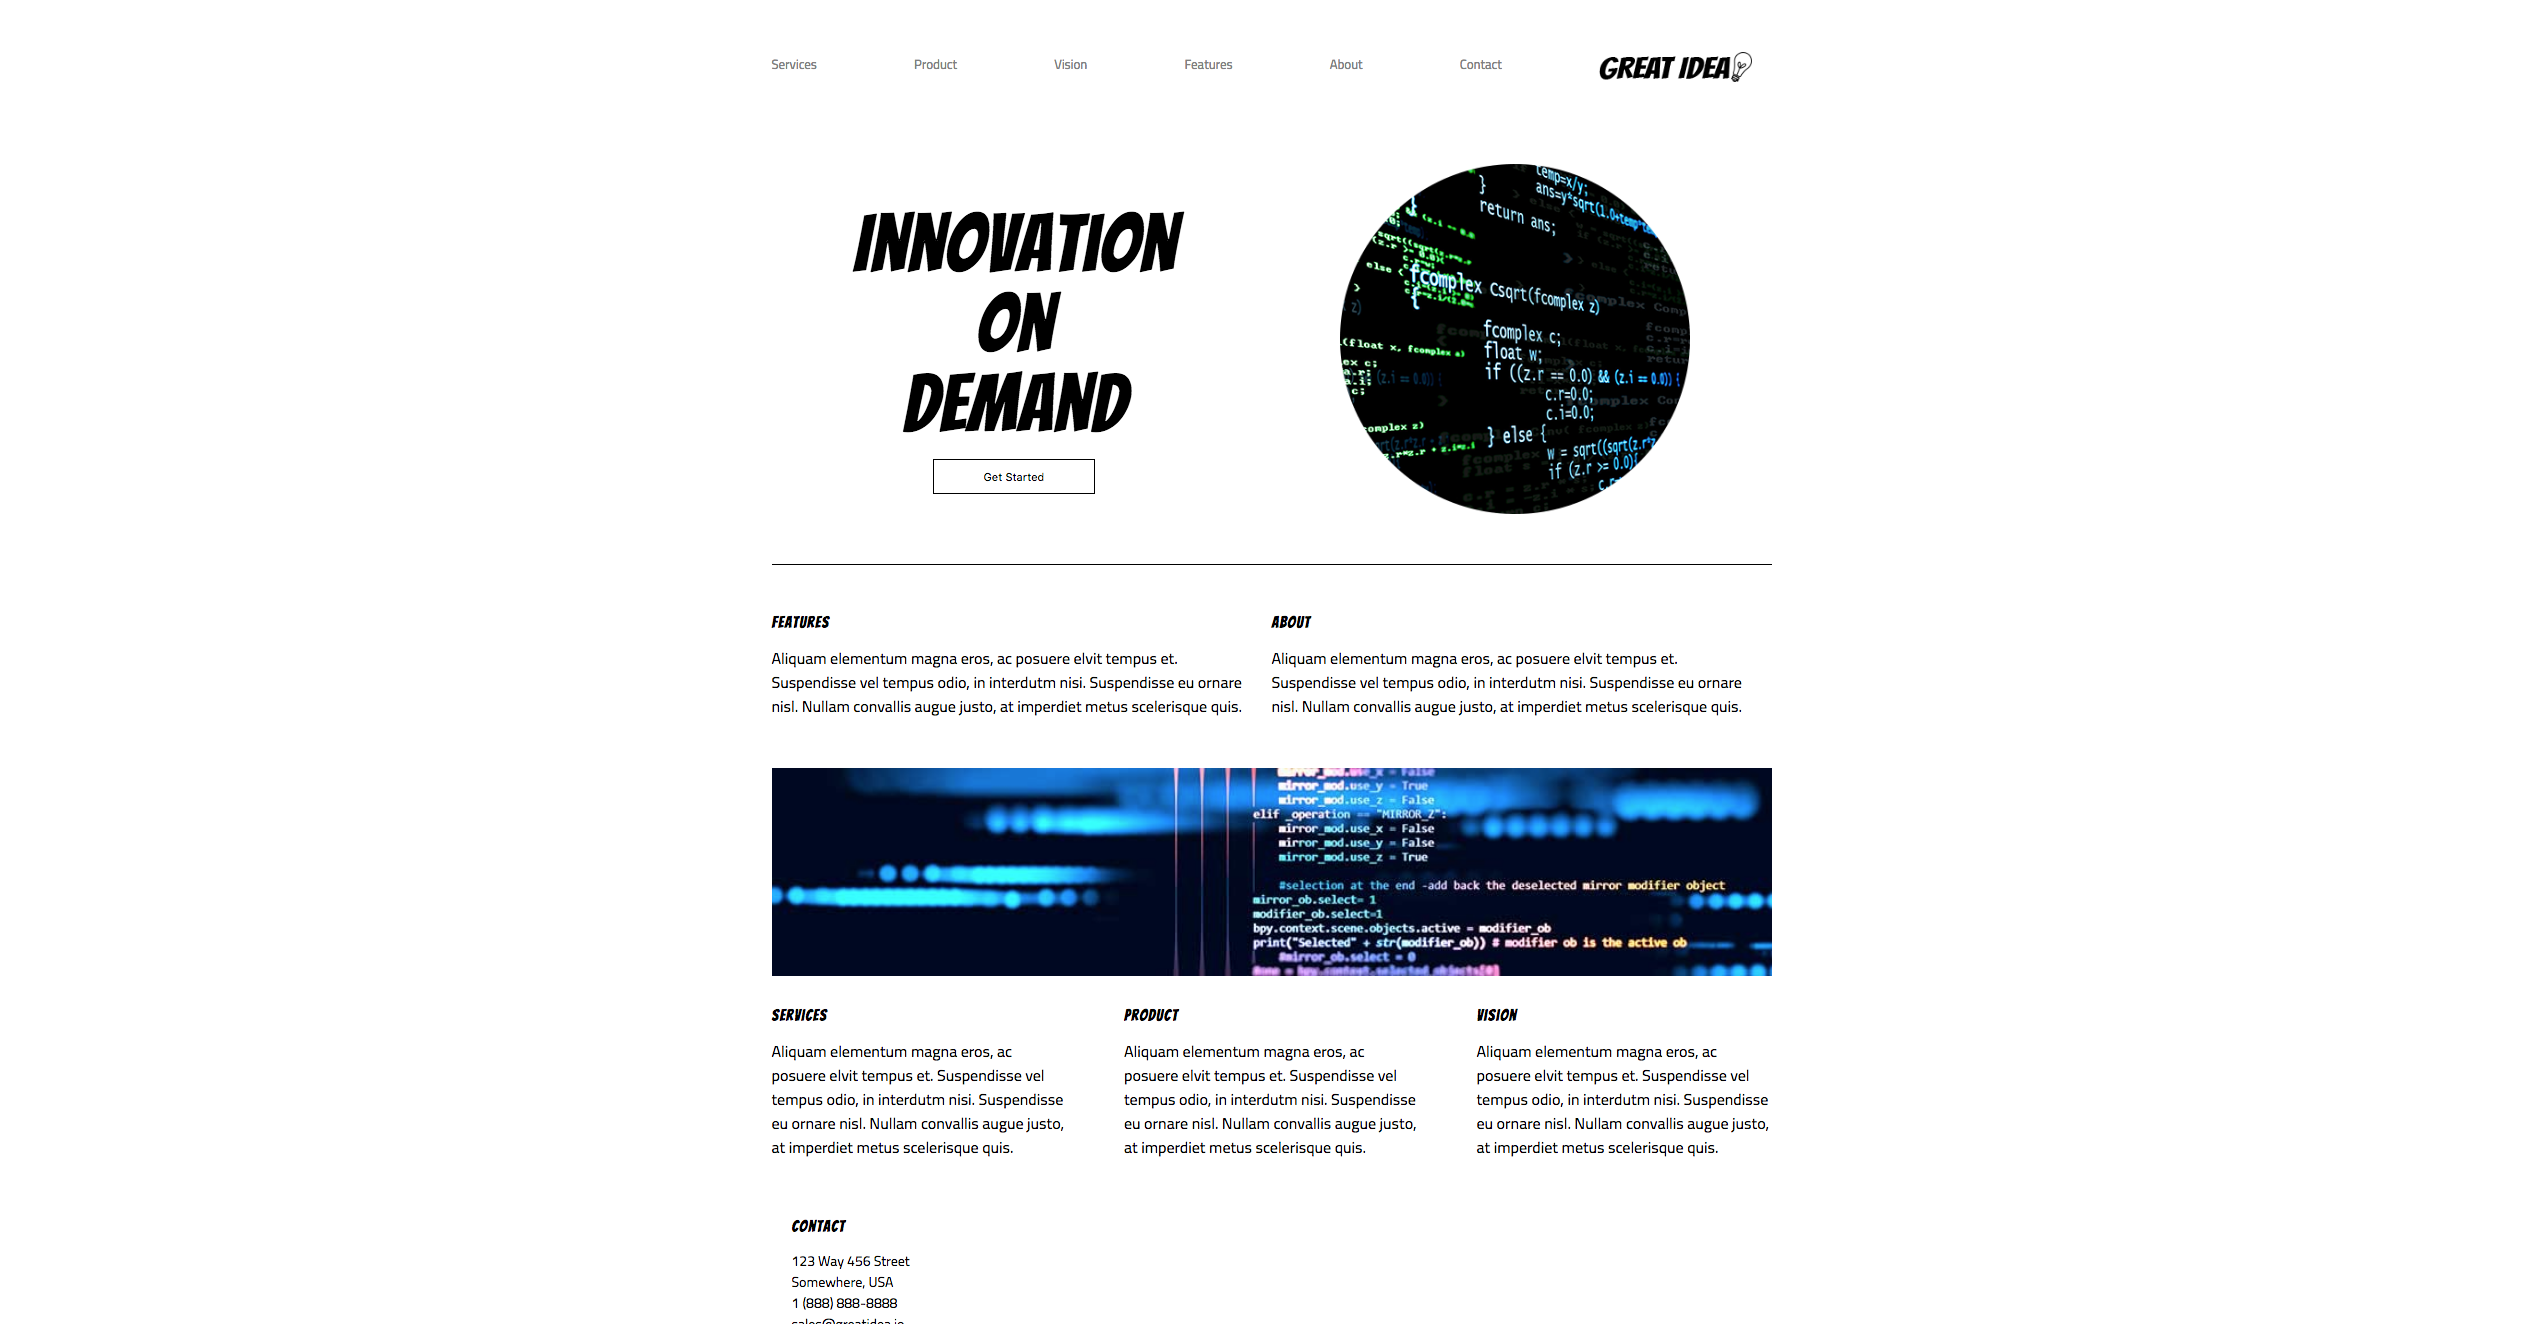 Services Product Vision Features About Contact GREAT IDEA
INNOVATION
ON
DEMAND
Get Started
temp=x/y;
ans=y*sqrt(1.0+temp*
}
return ans;
fcomplex Csqrt(fcomplex z)
{
fcomplex c;
float w;
if ((z.r == 0.0) && (z.i == 0.0)) {
c.r=0.0;
c.i=0.0;
} else {
w = sqrt((sqrt(z.r*z
if (z.r >= 0.0){
FEATURES
Aliquam elementum magna eros, ac posuere elvit tempus et.
Suspendisse vel tempus odio, in interdutm nisi. Suspendisse eu ornare
nisl. Nullam convallis augue justo, at imperdiet metus scelerisque quis.
ABOUT
Aliquam elementum magna eros, ac posuere elvit tempus et.
Suspendisse vel tempus odio, in interdutm nisi. Suspendisse eu ornare
nisl. Nullam convallis augue justo, at imperdiet metus scelerisque quis.
mirror_mod.use_x = False
mirror_mod.use_y = True
mirror_mod.use_z = False
elif _operation == "MIRROR_Z":
mirror_mod.use_x = False
mirror_mod.use_y = False
mirror_mod.use_z = True
#selection at the end -add back the deselected mirror modifier object
mirror_ob.select= 1
modifier_ob.select=1
bpy.context.scene.objects.active = modifier_ob
print("Selected" + str(modifier_ob)) # modifier ob is the active ob
#mirror_ob.select = 0
= bpy.context.selected_objects[0]
SERVICES
Aliquam elementum magna eros, ac
posuere elvit tempus et. Suspendisse vel
tempus odio, in interdutm nisi. Suspendisse
eu ornare nisl. Nullam convallis augue justo,
at imperdiet metus scelerisque quis.
PRODUCT
Aliquam elementum magna eros, ac
posuere elvit tempus et. Suspendisse vel
tempus odio, in interdutm nisi. Suspendisse
eu ornare nisl. Nullam convallis augue justo,
at imperdiet metus scelerisque quis.
VISION
Aliquam elementum magna eros, ac
posuere elvit tempus et. Suspendisse vel
tempus odio, in interdutm nisi. Suspendisse
eu ornare nisl. Nullam convallis augue justo,
at imperdiet metus scelerisque quis.
CONTACT
123 Way 456 Street
Somewhere, USA
1 (888) 888-8888
sales@greatidea.io